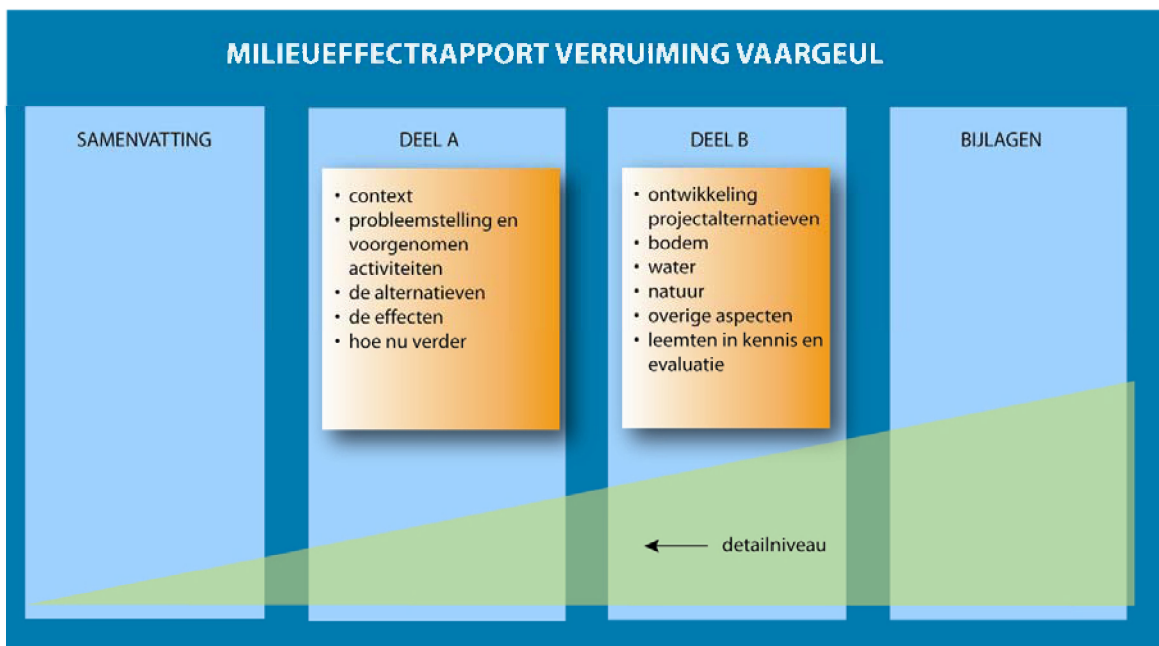 MILIEUEFFECTRAPPORT VERRUIMING VAARGEUL
SAMENVATTING
DEEL A
• context
• probleemstelling en
voorgenomen
activiteiten
• de alternatieven
• de effecten
• hoe nu verder
DEEL B
• ontwikkeling
projectalternatieven
• bodem
• water
• natuur
• overige aspecten
• leemten in kennis en
evaluatie
BIJLAGEN
detailniveau